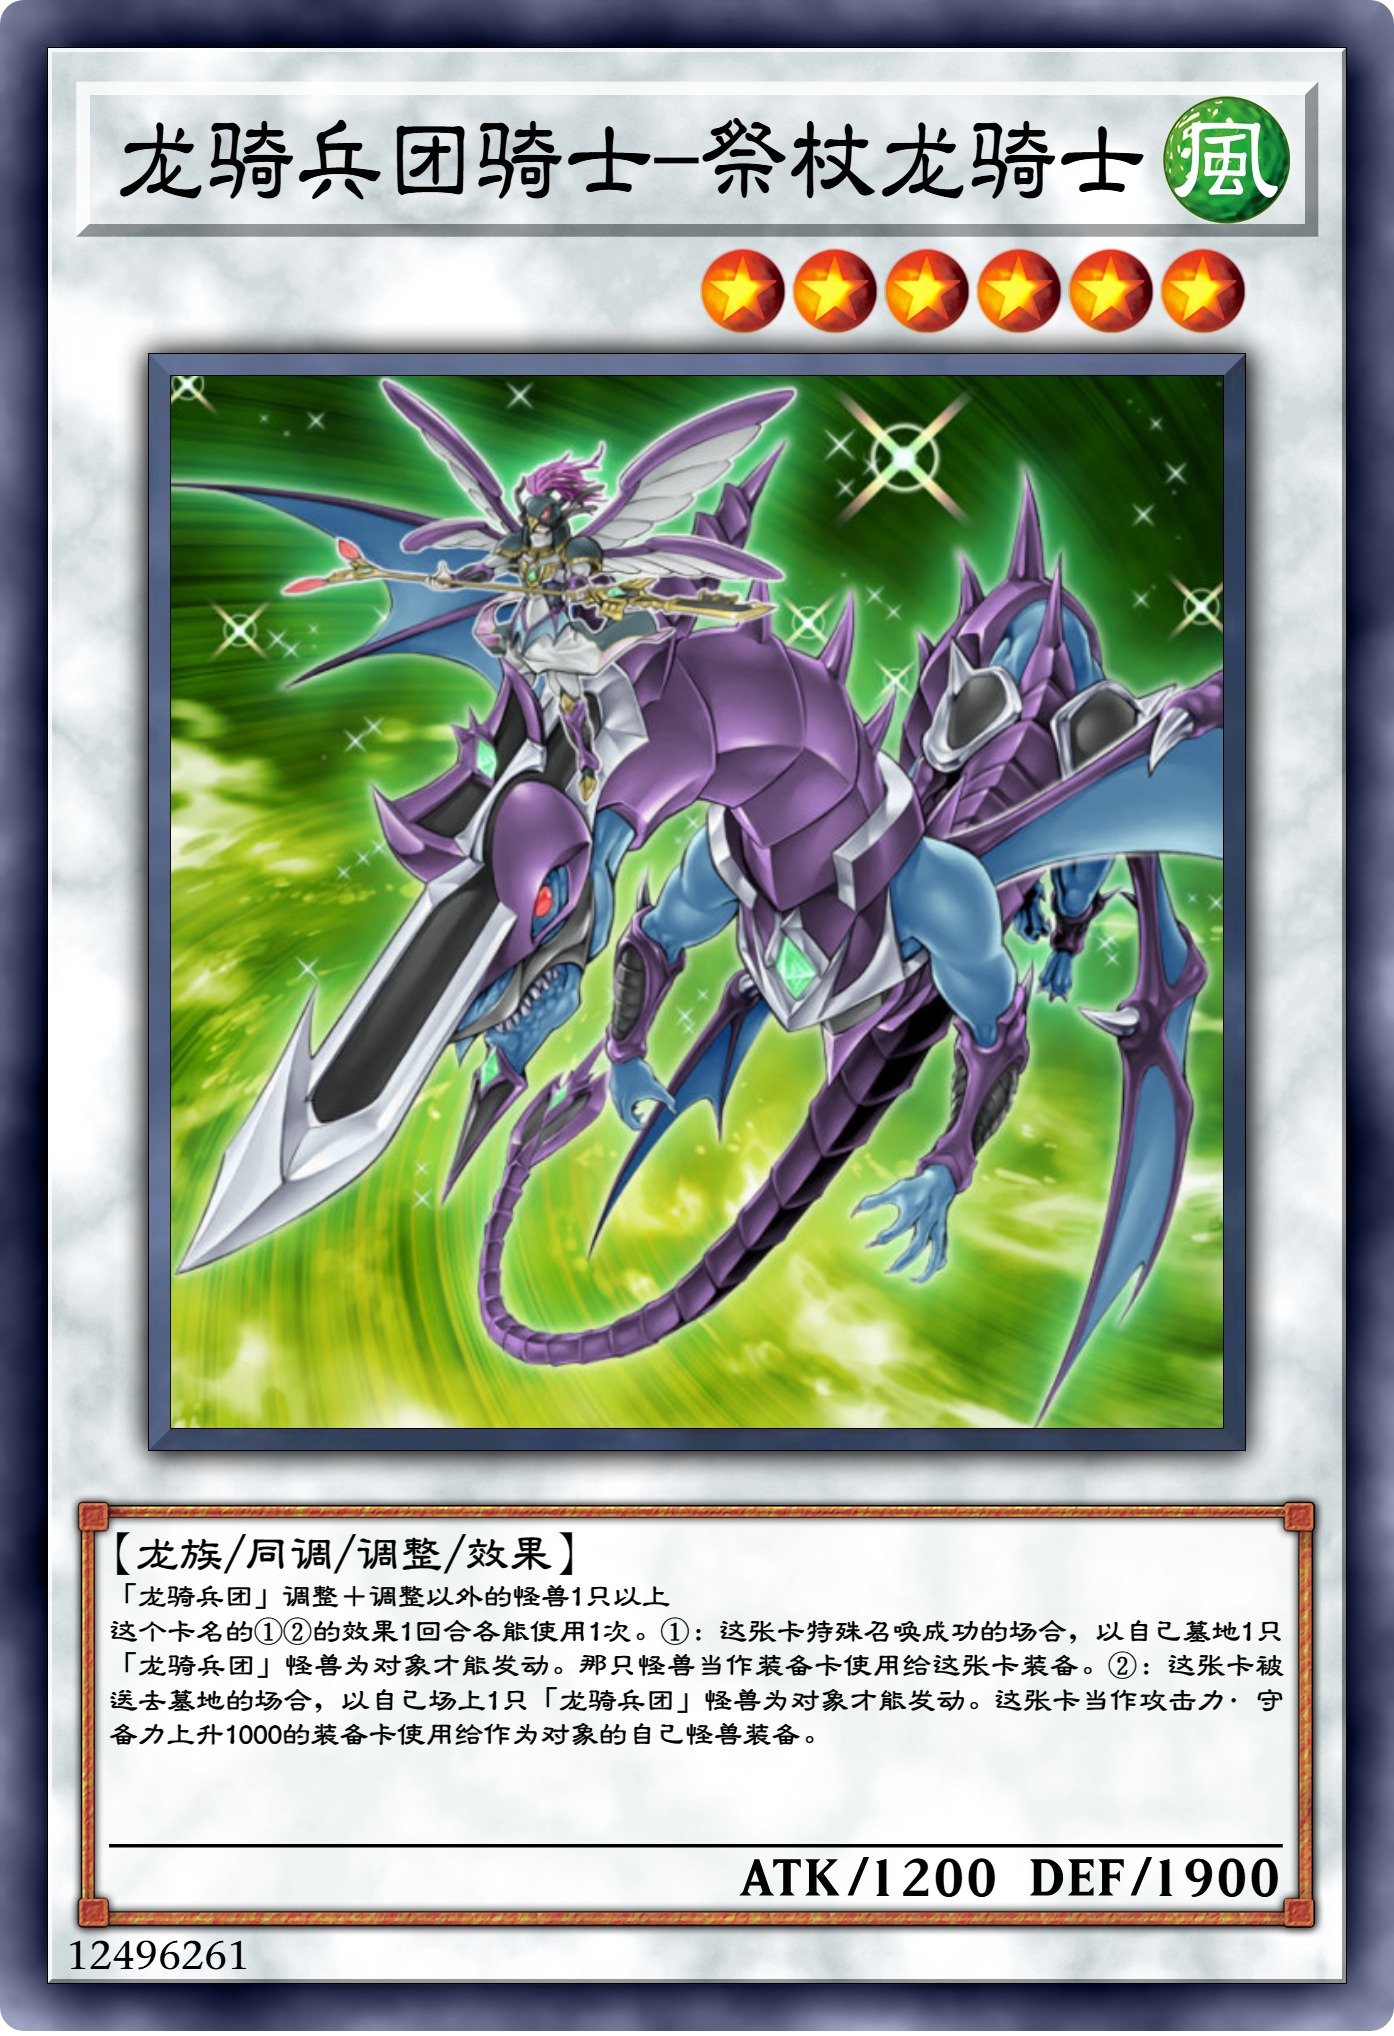 龙骑兵团骑士-祭杖龙骑士 風
【龙族/同调/调整/效果】
「龙骑兵团」调整＋调整以外的怪兽1只以上
这个卡名的①②的效果1回合各能使用1次。①：这张卡特殊召唤成功的场合，以自己墓地1只
「龙骑兵团」怪兽为对象才能发动。那只怪兽当作装备卡使用给这张卡装备。②：这张卡被
送去墓地的场合，以自己场上1只「龙骑兵团」怪兽为对象才能发动。这张卡当作攻击力·守
备力上升1000的装备卡使用给作为对象的自己怪兽装备。
ATK/1200 DEF/1900
12496261